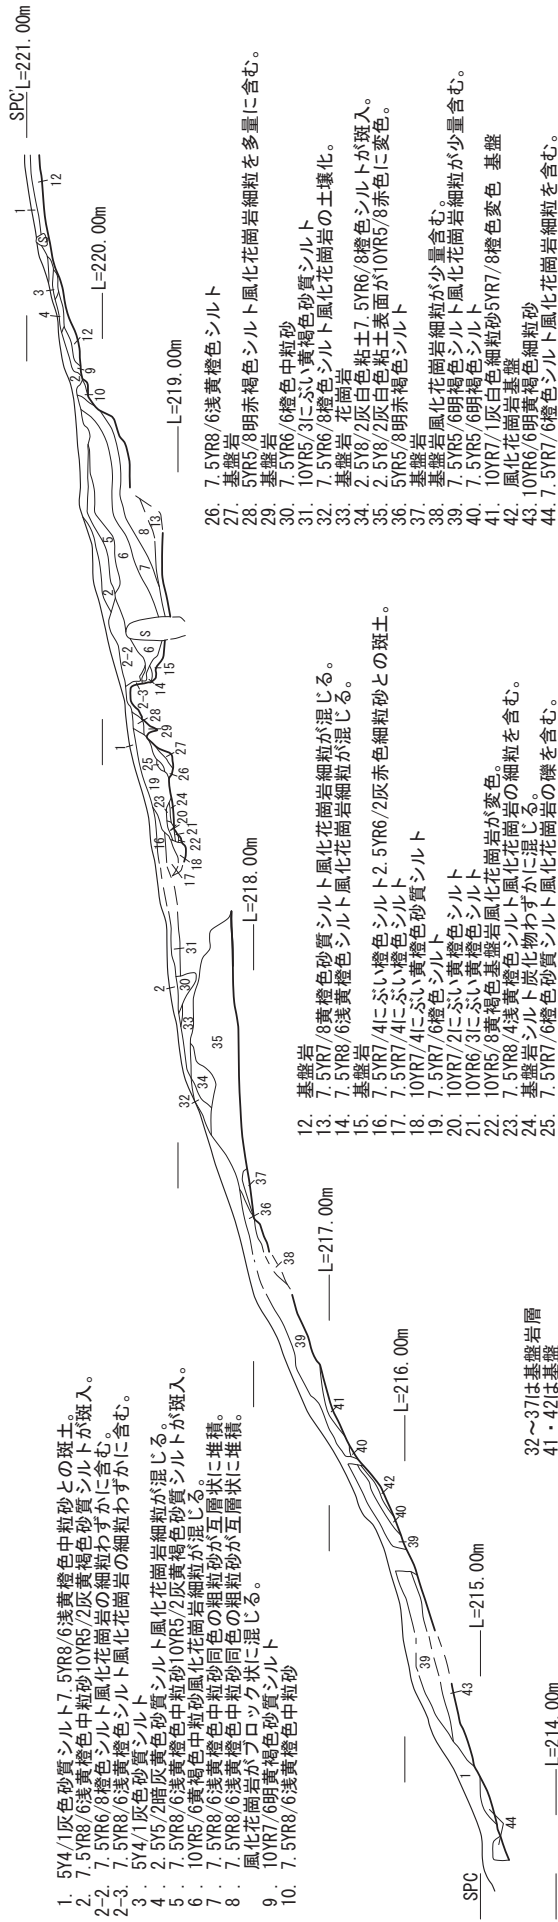 SPC' L=221.00m
L=220.00m
L=219.00m
L=218.00m
L=217.00m
L=216.00m
L=215.00m
L=214.00m
SPC
1. 5Y4/1灰色砂質シルト7.5YR8/6浅黄橙色中粒砂との斑土。
2. 7.5YR8/6浅黄橙色中粒砂10YR5/2灰黄褐色砂質シルトが斑入。
2-2. 7.5YR6/8橙色シルト風化花崗岩の細粒わずかに含む。
2-3. 7.5YR8/6浅黄橙色シルト風化花崗岩の細粒わずかに含む。
3. 5Y4/1灰色砂質シルト
4. 2.5Y5/2暗灰黄色砂質シルト風化花崗岩細粒が混じる。
5. 7.5YR8/6浅黄橙色中粒砂10YR5/2灰黄褐色砂質シルトが斑入。
6. 10YR5/6黄褐色中粒砂風化花崗岩細粒が混じる。
7. 7.5YR8/6浅黄橙色中粒砂同色の粗粒砂が互層状に堆積。
8. 7.5YR8/6浅黄橙色中粒砂同色の粗粒砂が互層状に堆積。
風化花崗岩がブロック状に混じる。
9. 10YR7/6明黄褐色砂質シルト
10. 7.5YR8/6浅黄橙色中粒砂
12. 基盤岩
13. 7.5YR7/8黄橙色砂質シルト風化花崗岩細粒が混じる。
14. 7.5YR8/6浅黄橙色シルト風化花崗岩細粒が混じる。
15. 基盤岩
16. 7.5YR7/4にぶい橙色シルト2.5YR6/2灰赤色細粒砂との斑土。
17. 7.5YR7/4にぶい橙色シルト
18. 10YR7/4にぶい黄橙色砂質シルト
19. 7.5YR7/6橙色シルト
20. 10YR7/2にぶい黄橙色シルト
21. 10YR6/3にぶい黄橙色シルト
22. 10YR5/8黄褐色基盤岩風化花崗岩が変色。
23. 7.5YR8/4浅黄橙色シルト風化花崗岩の細粒を含む。
24. 基盤岩シルト炭化物わずかに混じる。
25. 7.5YR7/6橙色砂質シルト風化花崗岩の礫を含む。
26. 7.5YR8/6浅黄橙色シルト
27. 基盤岩
28. 5YR5/8明赤褐色シルト風化花崗岩細粒を多量に含む。
29. 基盤岩
30. 7.5YR6/6橙色中粒砂
31. 10YR5/3にぶい黄褐色砂質シルト
32. 7.5YR6/8橙色シルト風化花崗岩の土壌化。
33. 基盤岩 花崗岩
34. 2.5Y8/2灰白色粘土7.5YR6/8橙色シルトが斑入。
35. 2.5Y8/2灰白色粘土表面が10YR5/8赤色に変色。
36. 5YR5/8明赤褐色シルト
37. 基盤岩
38. 基盤岩風化花崗岩細粒が少量含む。
39. 7.5YR5/6明褐色シルト風化花崗岩細粒が少量含む。
40. 7.5YR5/6明褐色シルト
41. 10YR7/1灰白色細粒砂5YR7/8橙色変色 基盤
42. 風化花崗岩基盤
43. 10YR6/6明黄褐色細粒砂
44. 7.5YR7/6橙色シルト風化花崗岩細粒を含む。
32～37は基盤岩層
41・42は基盤